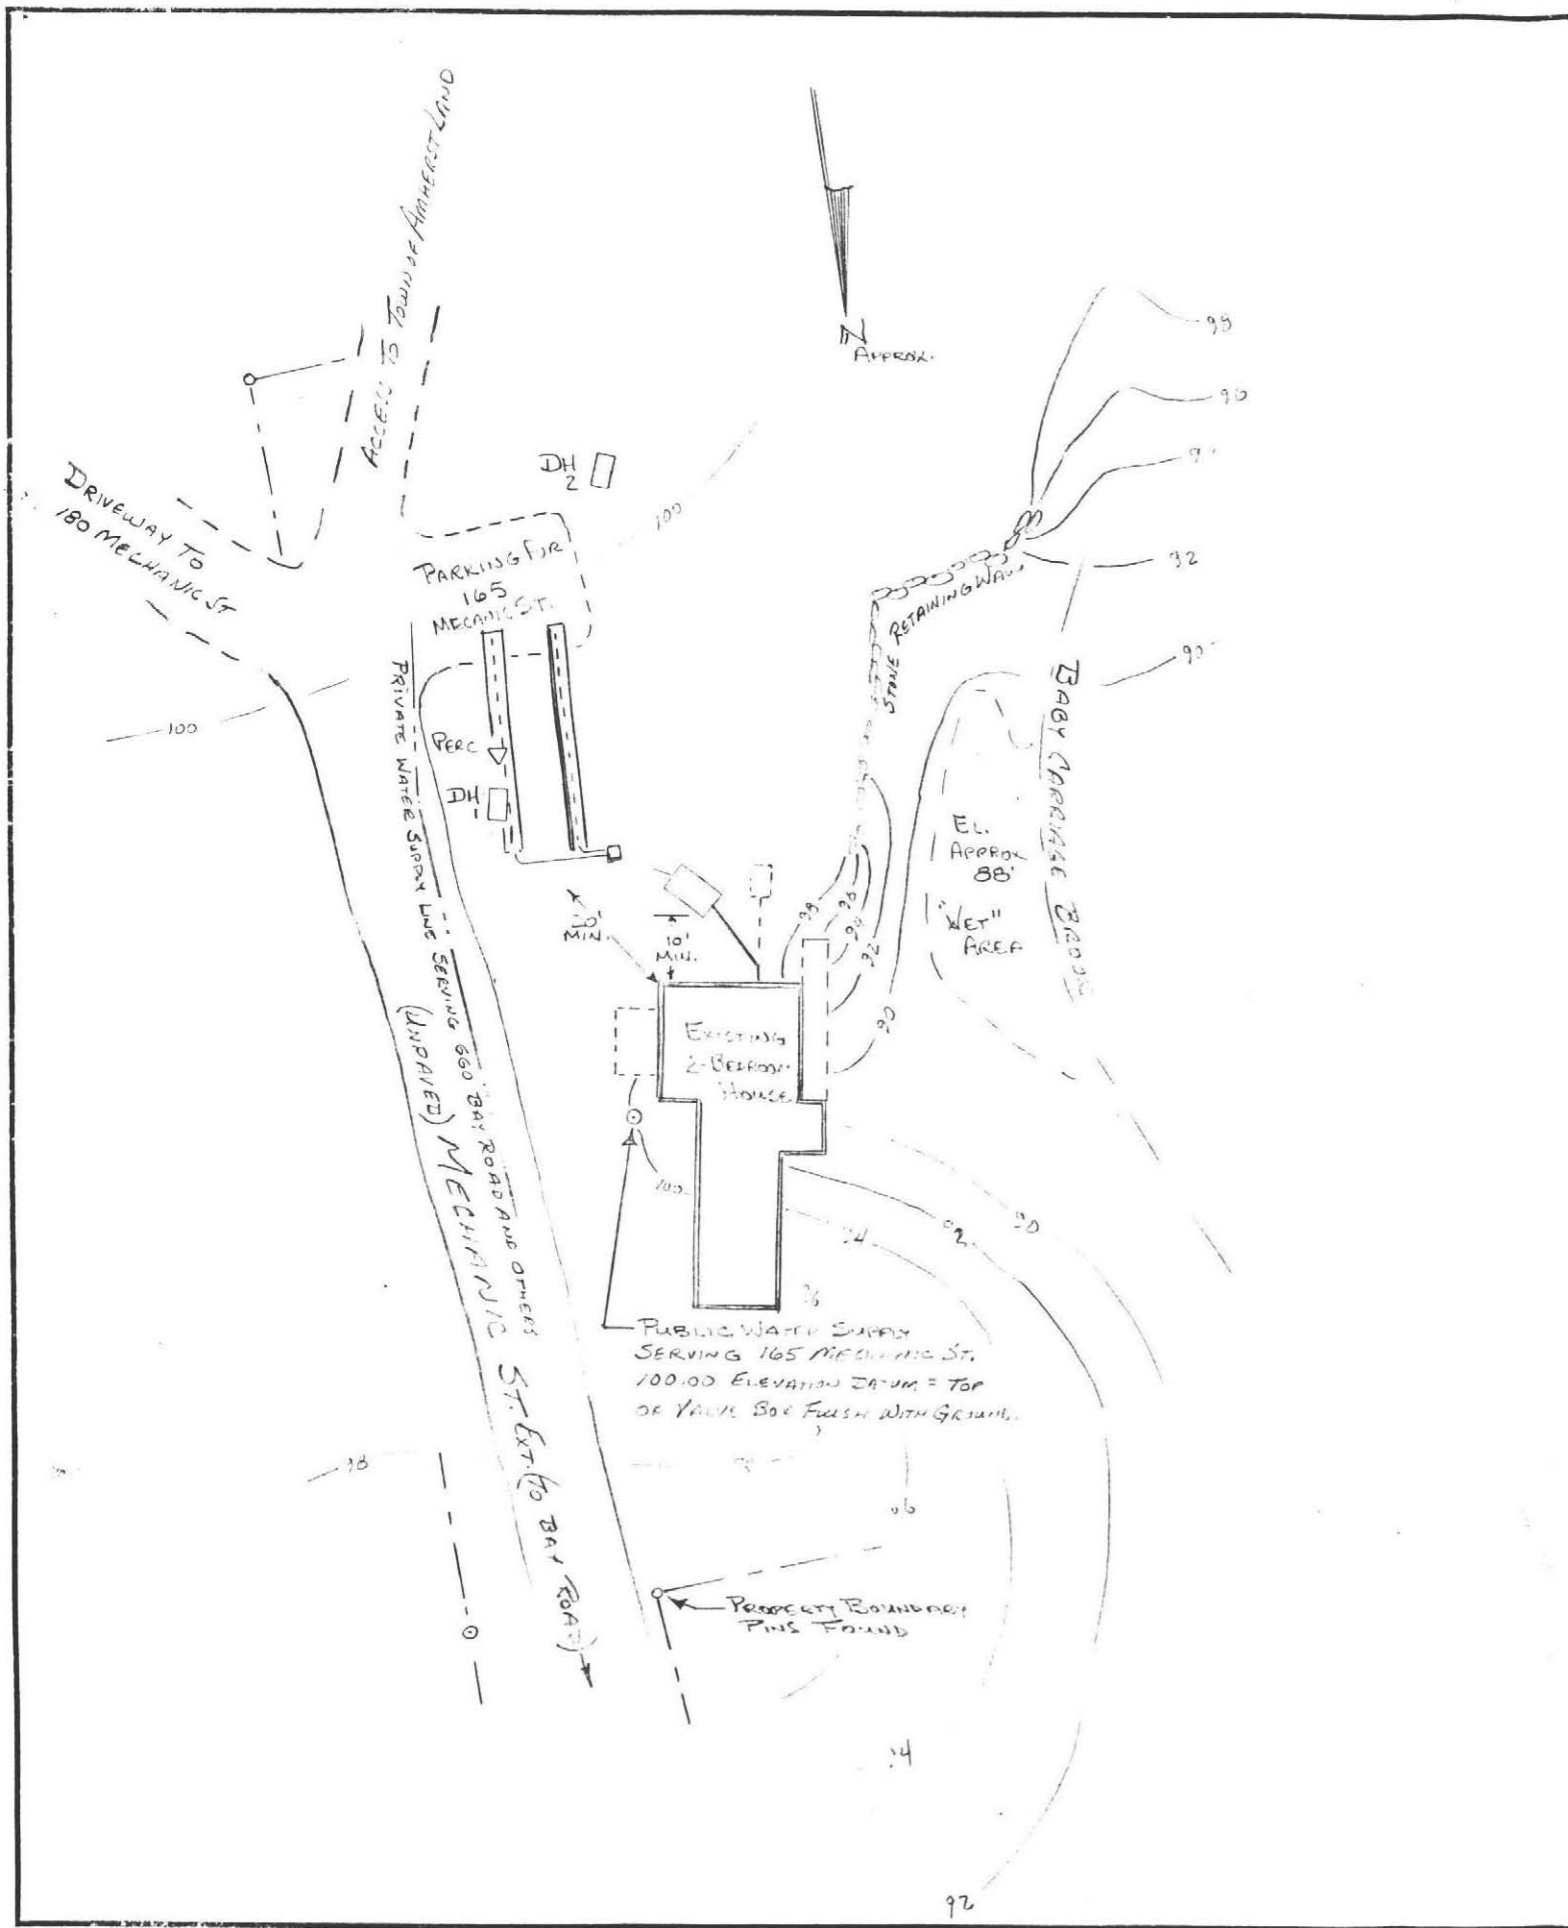 ACCESS TO TOWN OF AMHERST LAND
N
APPROX.
98
90
DH
2
100
DRIVEWAY TO
180 MECHANIC ST
PARKING FOR
165
MECANIC ST.
92
STONE RETAINING WALL
90
100
PERC
DH
1
PRIVATE WATER SUPPLY LINE SERVING 660 BAY ROAD AND OTHERS
BABY CARRIAGE BROOK
EL.
APPROX
88'
"WET"
AREA
10'
MIN.
98
96
94
92
90
EXISTING
2-BEDROOM
HOUSE
(UNPAVED) MECHANIC ST. EXT. (TO BAY ROAD)
100
94
92
90
96
PUBLIC WATER SUPPLY
SERVING 165 MECHANIC ST.
100.00 ELEVATION DATUM = TOP
OF VALVE BOX FLUSH WITH GROUND.
98
98
96
PROPERTY BOUNDARY
PINS FOUND
94
92